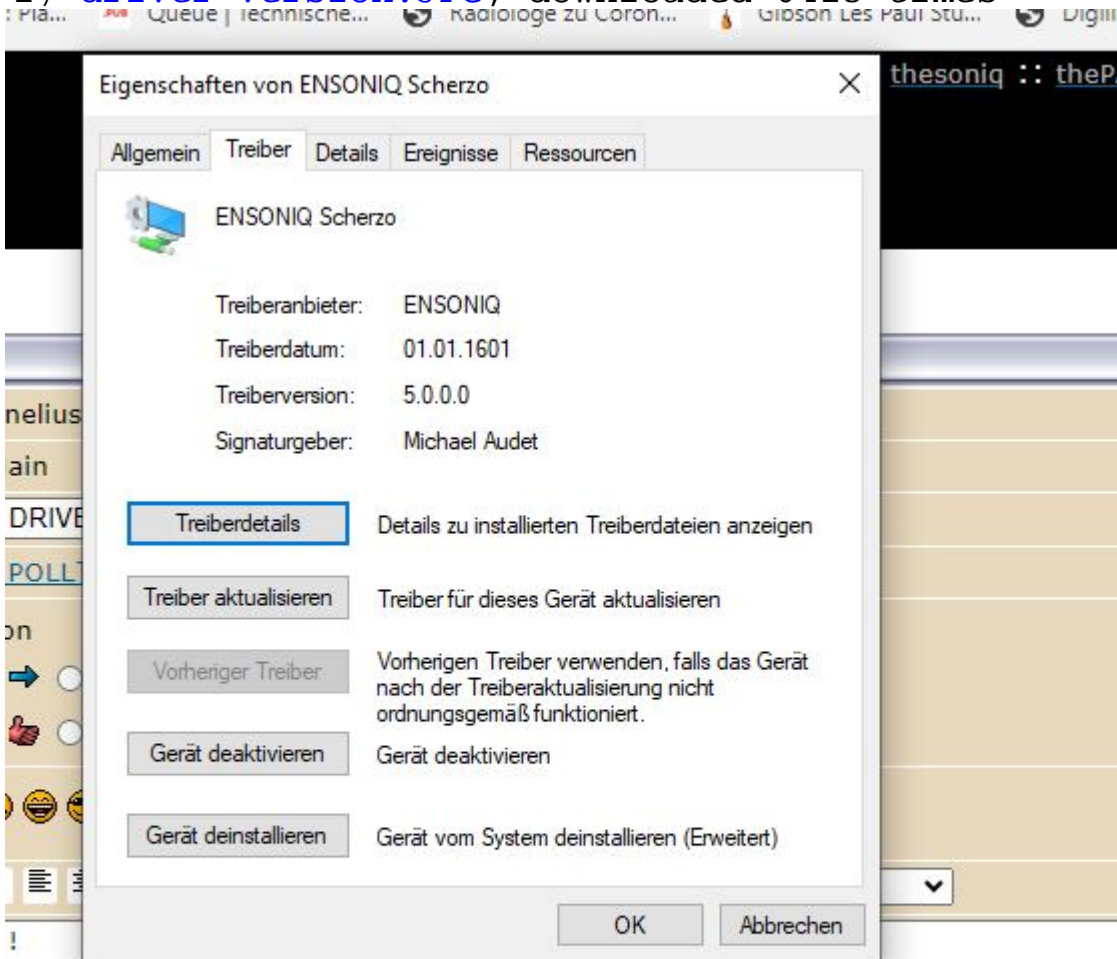 Queue | Technische... Radiologe zu Coron... Gibson Les Paul Stu...
Eigenschaften von ENSONIQ Scherzo
thesoniq :: theP
Allgemein Treiber Details Ereignisse Ressourcen
ENSONIQ Scherzo
Treiberanbieter: ENSONIQ
Treiberdatum: 01.01.1601
Treiberversion: 5.0.0.0
nelius
Signaturgeber: Michael Audet
ain
DRIVE
Treiberdetails Details zu installierten Treiberdateien anzeigen
POLL
Treiber aktualisieren Treiber für dieses Gerät aktualisieren
on
Vorheriger Treiber Vorherigen Treiber verwenden, falls das Gerät
nach der Treiberaktualisierung nicht
ordnungsgemäß funktioniert.
Gerät deaktivieren Gerät deaktivieren
Gerät deinstallieren Gerät vom System deinstallieren (Erweitert)
OK Abbrechen
!